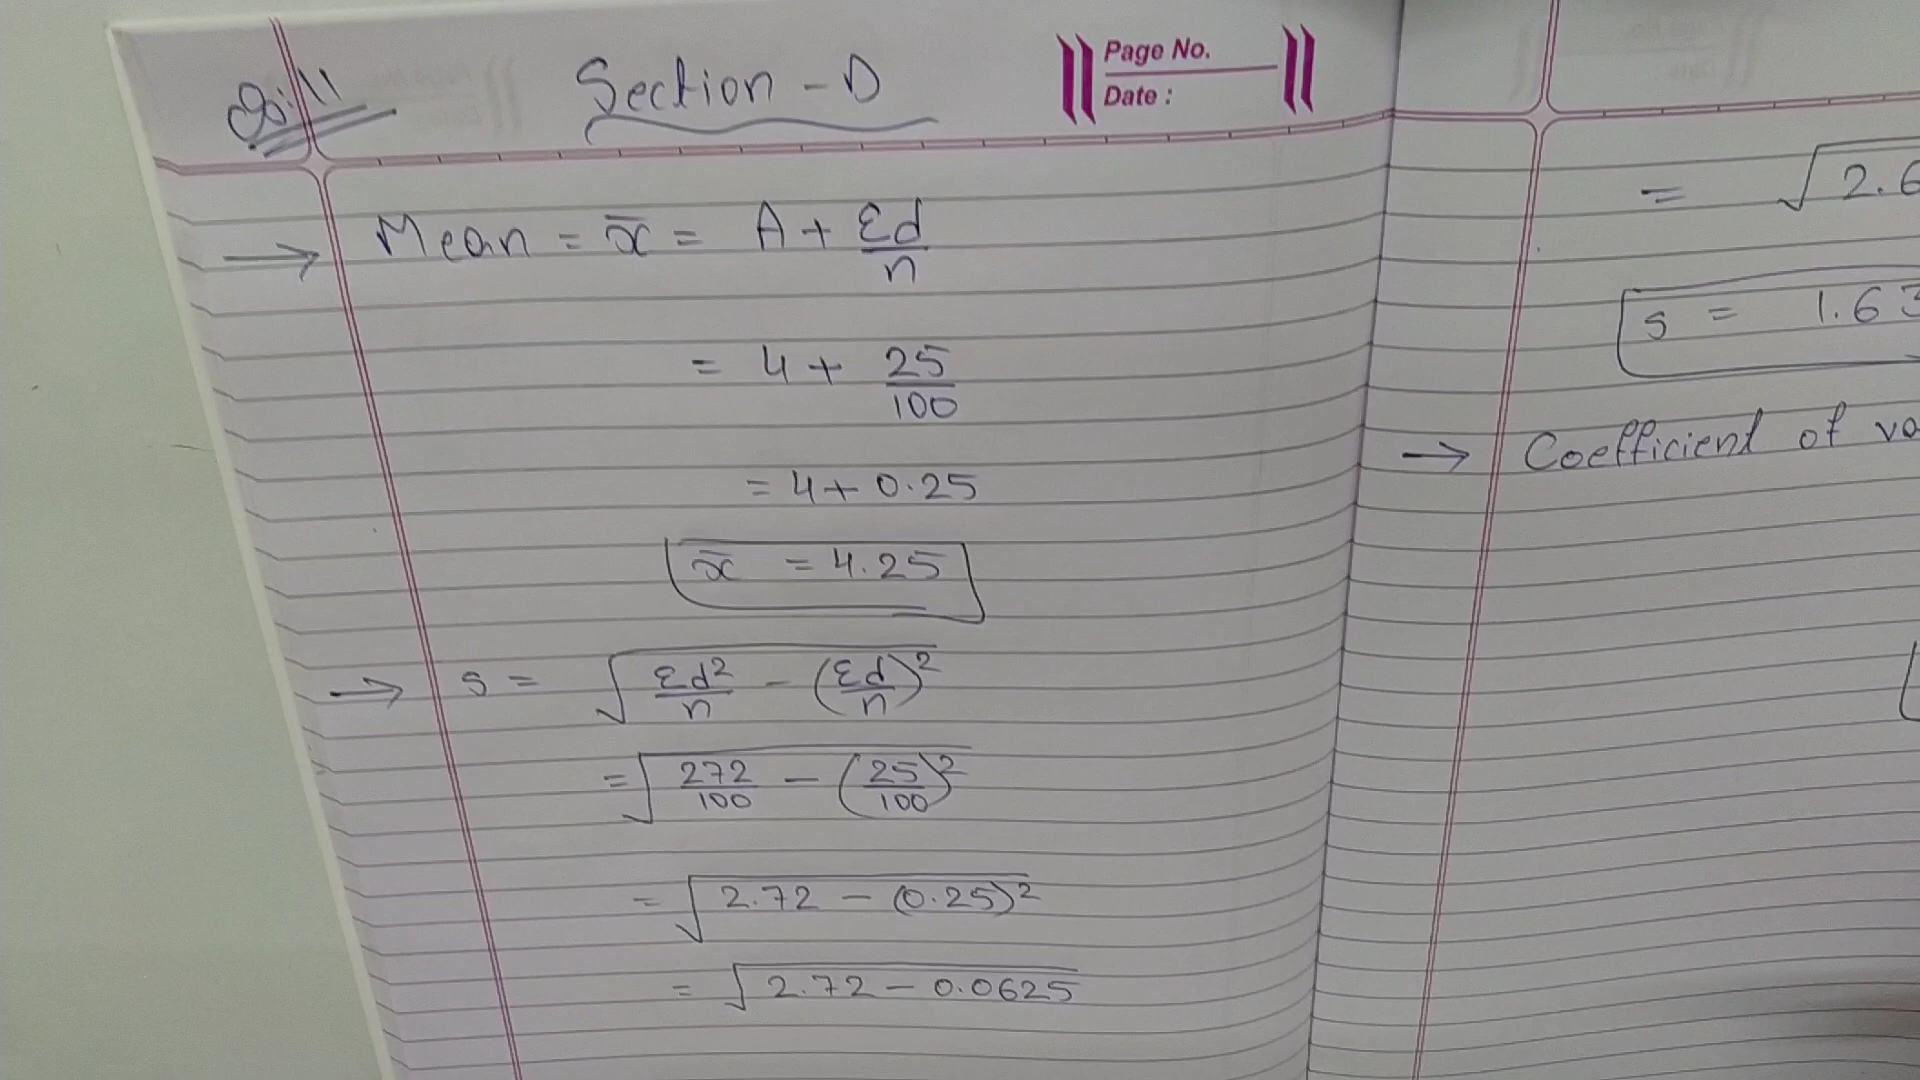 Q:11
Section - D
Page No.
Date :
Mean = x̄ = A + Σd/n
= 4 + 25/100
= 4 + 0.25
x̄ = 4.25
s = √(Σd²/n - (Σd/n)²)
= √(272/100 - (25/100)²)
= √(2.72 - (0.25)²)
= √(2.72 - 0.0625)
= √2.6
s = 1.63
Coefficient of va